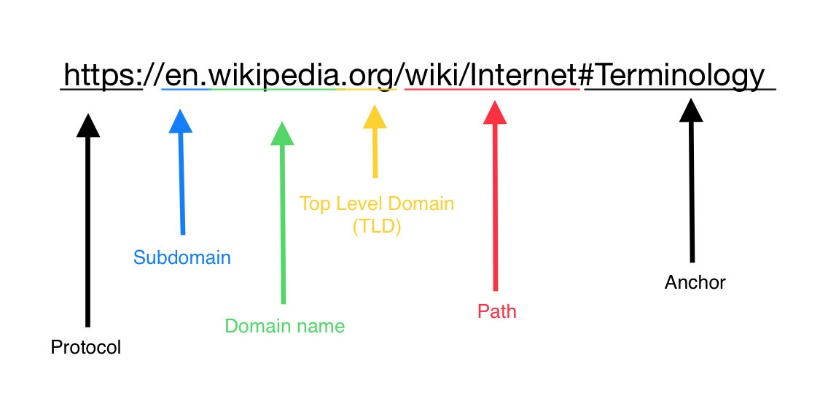 https://en.wikipedia.org/wiki/Internet#Terminology
Top Level Domain
(TLD)
Subdomain
Anchor
Path
Domain name
Protocol